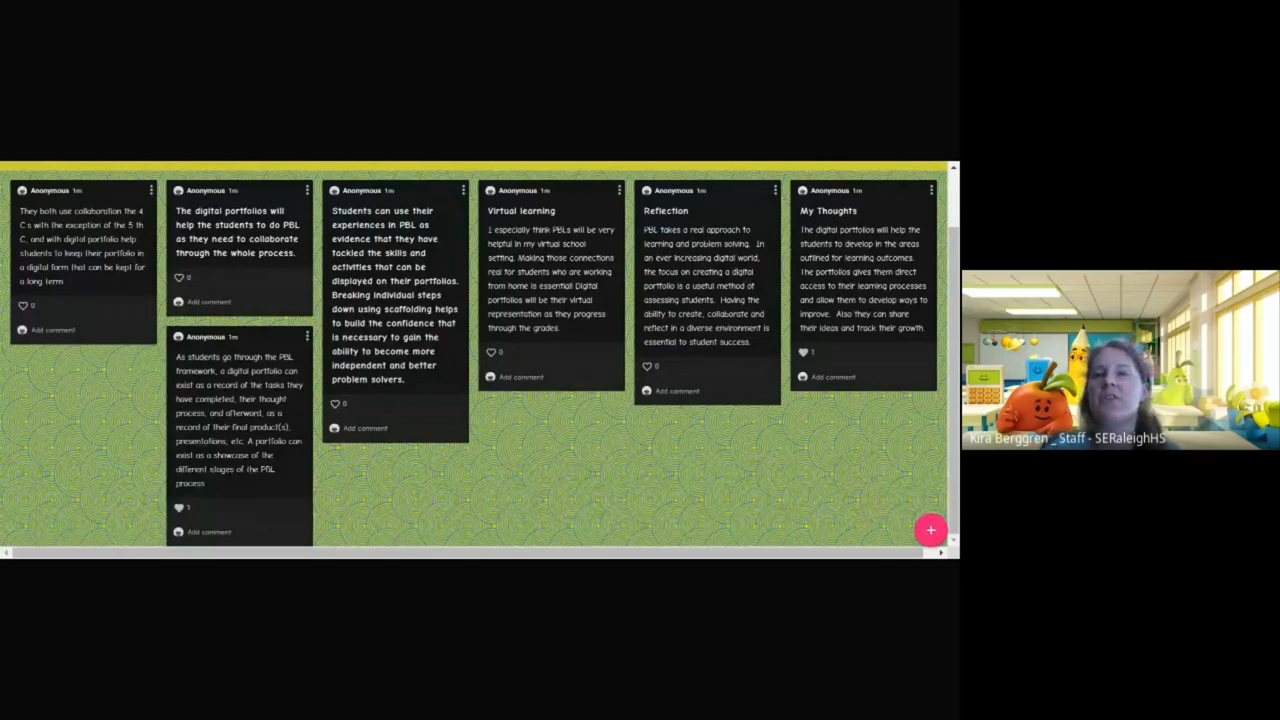 Anonymous 1m
They both use collaboration the 4
C's with the exception of the 5 th
C, and with digital portfolio help
students to keep their portfolio in
a digital form that can be kept for
a long term
0
Add comment
Anonymous 1m
The digital portfolios will
help the students to do PBL
as they need to collaborate
through the whole process.
0
Add comment
Anonymous 1m
As students go through the PBL
framework, a digital portfolio can
exist as a record of the tasks they
have completed, their thought
process, and afterword, as a
record of their final product(s),
presentations, etc. A portfolio can
exist as a showcase of the
different stages of the PBL
process
1
Add comment
Anonymous 1m
Students can use their
experiences in PBL as
evidence that they have
tackled the skills and
activities that can be
displayed on their portfolios.
Breaking individual steps
down using scaffolding helps
to build the confidence that
is necessary to gain the
ability to become more
independent and better
problem solvers.
0
Add comment
Anonymous 1m
Virtual learning
I especially think PBLs will be very
helpful in my virtual school
setting. Making those connections
real for students who are working
from home is essential! Digital
portfolios will be their virtual
representation as they progress
through the grades.
0
Add comment
Anonymous 1m
Reflection
PBL takes a real approach to
learning and problem solving. In
an ever increasing digital world,
the focus on creating a digital
portfolio is a useful method of
assessing students. Having the
ability to create, collaborate and
reflect in a diverse environment is
essential to student success.
0
Add comment
Anonymous 1m
My Thoughts
The digital portfolios will help the
students to develop in the areas
outlined for learning outcomes.
The portfolios gives them direct
access to their learning processes
and allow them to develop ways to
improve. Also they can share
their ideas and track their growth.
1
Add comment
Kira Berggren _ Staff - SERaleighHS